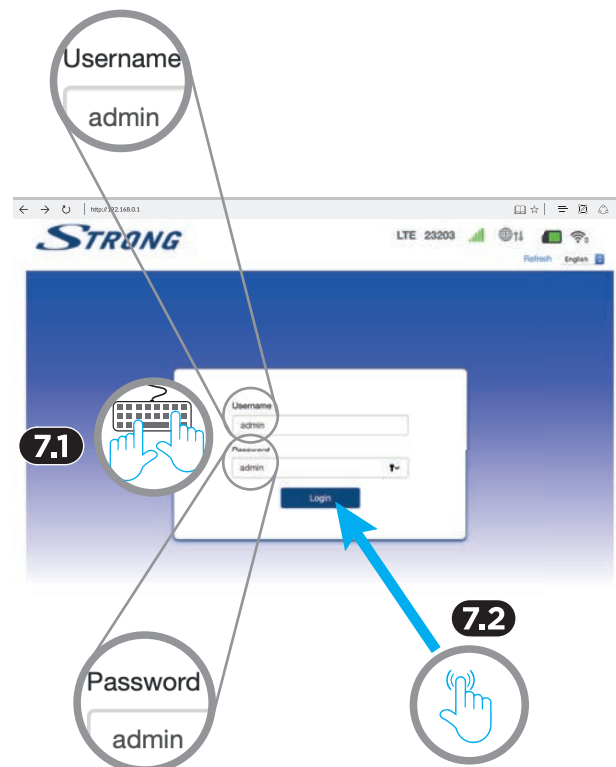 Username
admin
http://192.168.0.1
STRONG
LTE 23203
Refresh English
Username
admin
7.1
Password
admin
Login
7.2
Password
admin